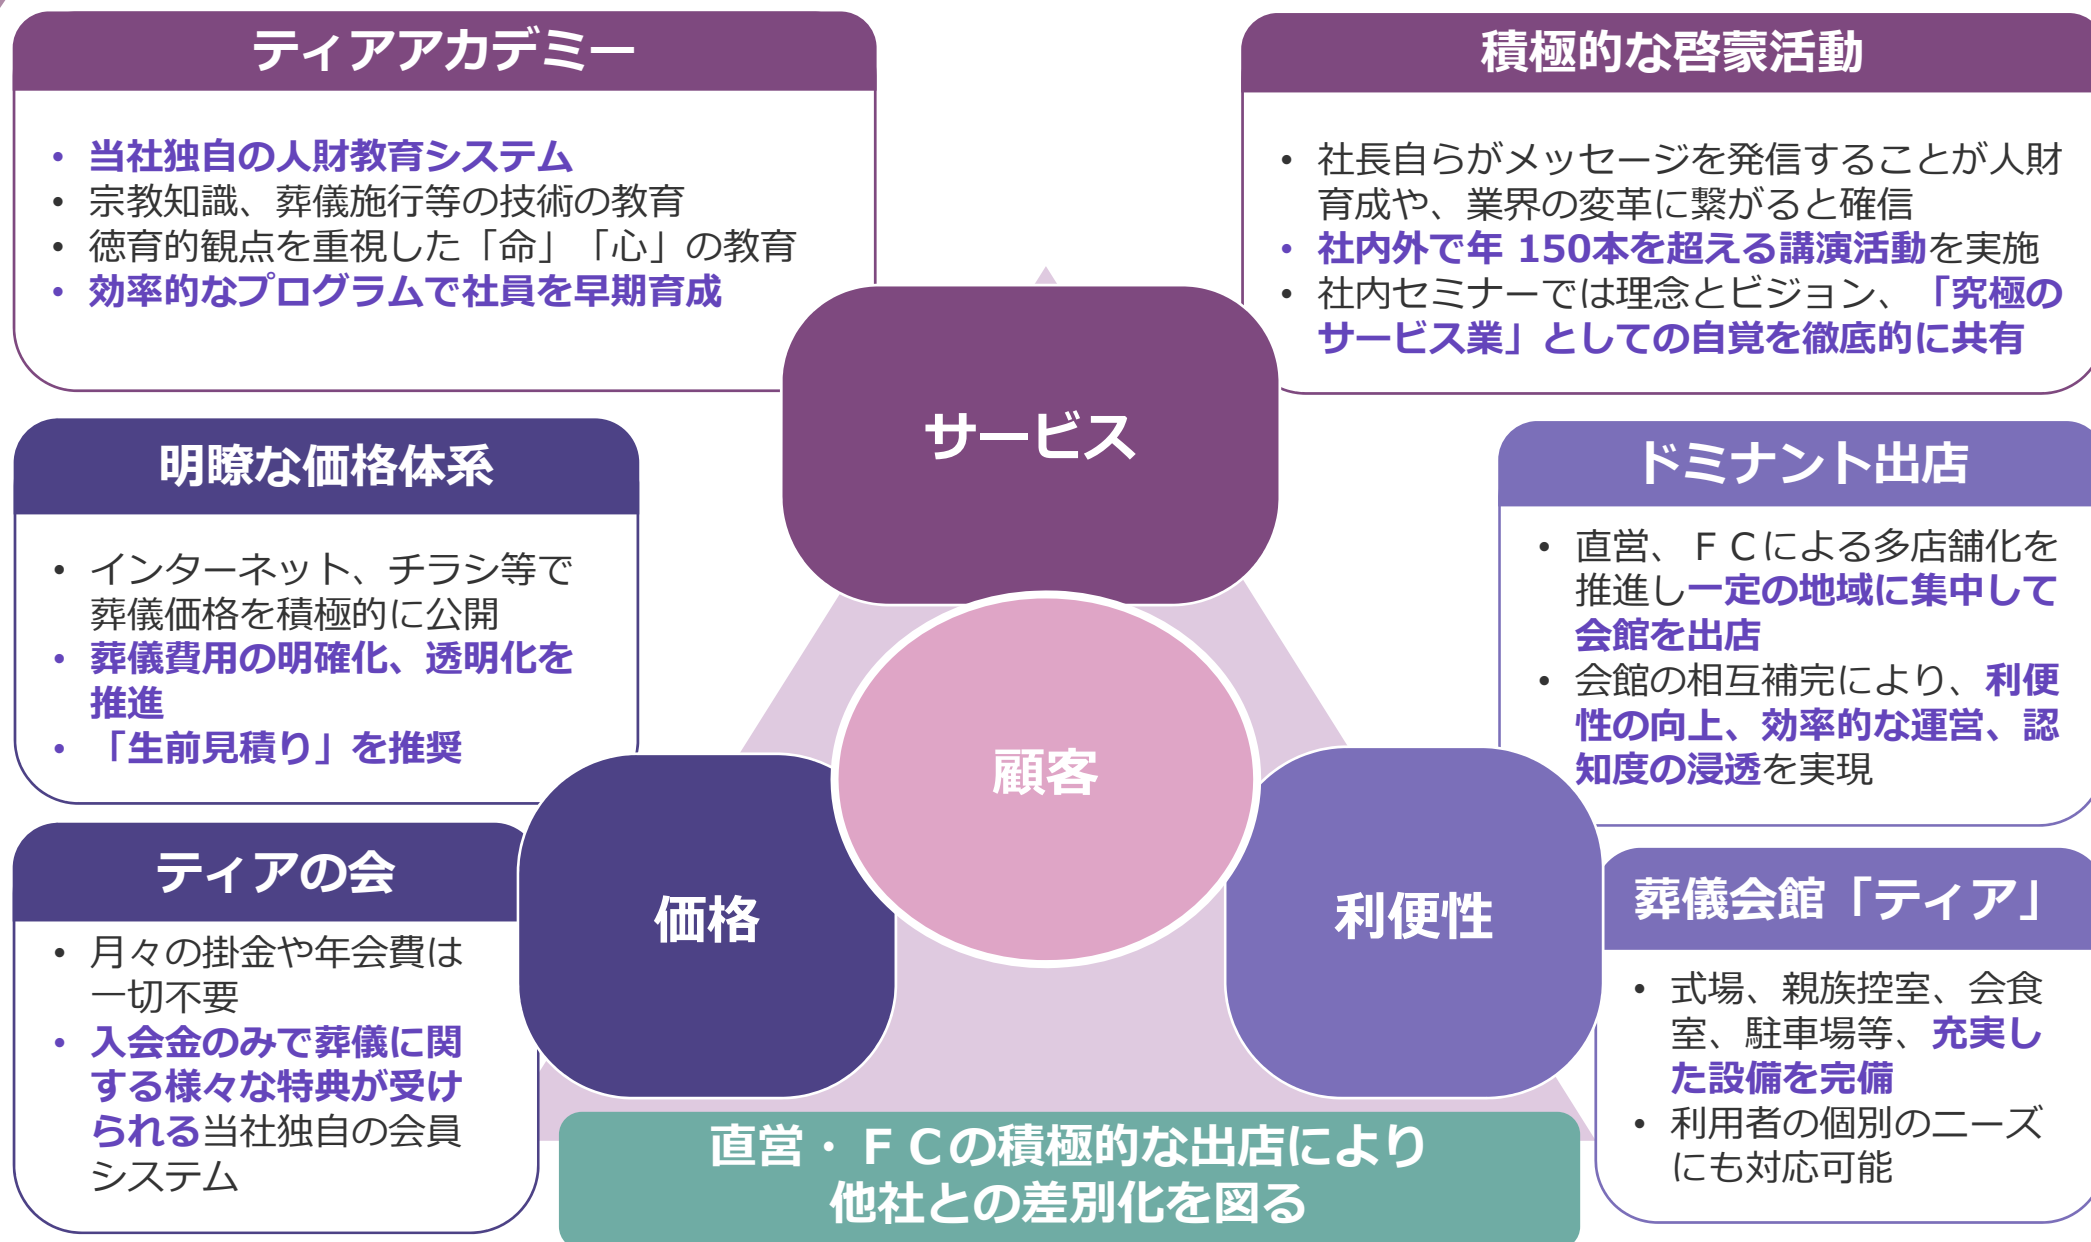 ティアアカデミー
• 当社独自の人財教育システム
• 宗教知識、葬儀施行等の技術の教育
• 徳育的観点を重視した「命」「心」の教育
• 効率的なプログラムで社員を早期育成
積極的な啓蒙活動
• 社長自らがメッセージを発信することが人財
育成や、業界の変革に繋がると確信
• 社内外で年 150本を超える講演活動を実施
• 社内セミナーでは理念とビジョン、「究極の
サービス業」としての自覚を徹底的に共有
サービス
明瞭な価格体系
• インターネット、チラシ等で
葬儀価格を積極的に公開
• 葬儀費用の明確化、透明化を
推進
• 「生前見積り」を推奨
ドミナント出店
• 直営、ＦＣによる多店舗化を
推進し一定の地域に集中して
会館を出店
• 会館の相互補完により、利便
性の向上、効率的な運営、認
知度の浸透を実現
顧客
ティアの会
• 月々の掛金や年会費は
一切不要
• 入会金のみで葬儀に関
する様々な特典が受け
られる当社独自の会員
システム
価格
利便性
葬儀会館「ティア」
• 式場、親族控室、会食
室、駐車場等、充実し
た設備を完備
• 利用者の個別のニーズ
にも対応可能
直営・ＦＣの積極的な出店により
他社との差別化を図る